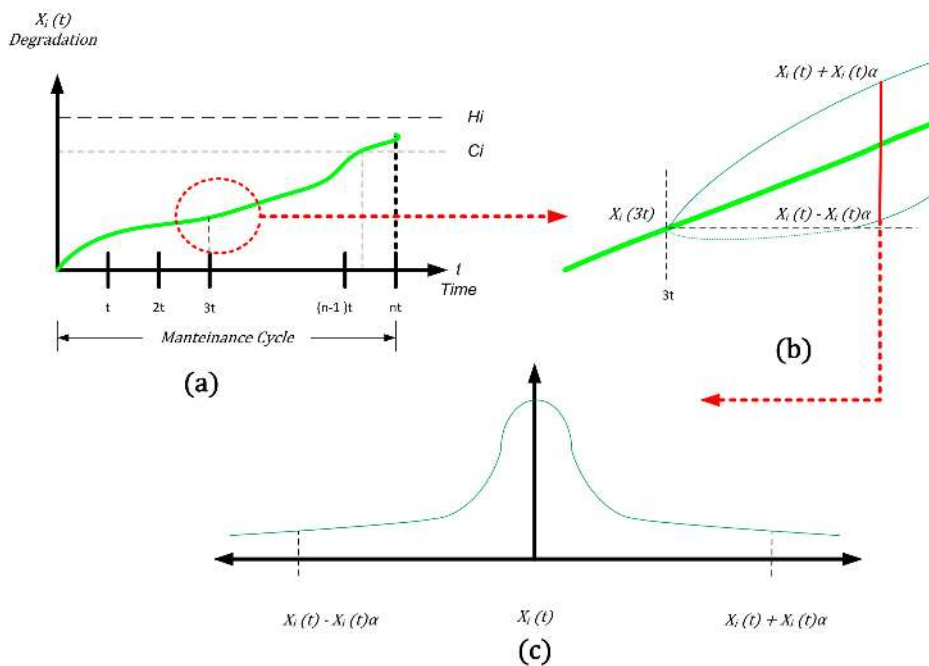 Xi (t)
Degradation
Hi
Ci
t
Time
t
2t
3t
(n-1 )t
nt
Manteinance Cycle
(a)
Xi (t) + Xi (t)α
Xi (3t)
Xi (t) - Xi (t)α
3t
(b)
Xi (t) - Xi (t)α
Xi (t)
Xi (t) + Xi (t)α
(c)